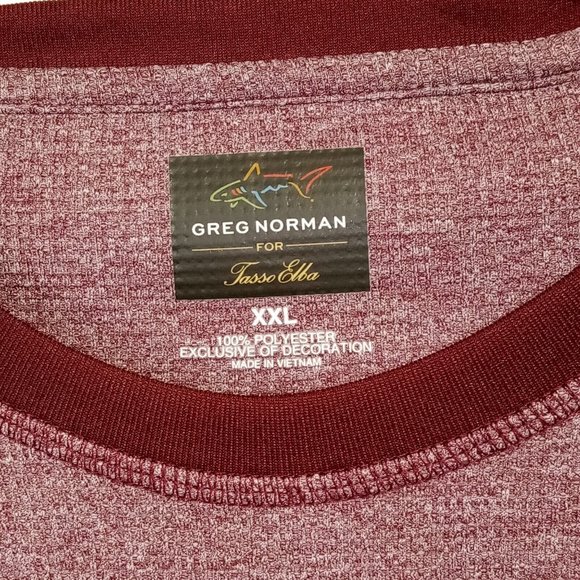 GREG NORMAN
FOR
Tasso Elba
XXL
100% POLYESTER
EXCLUSIVE OF DECORATION
MADE IN VIETNAM